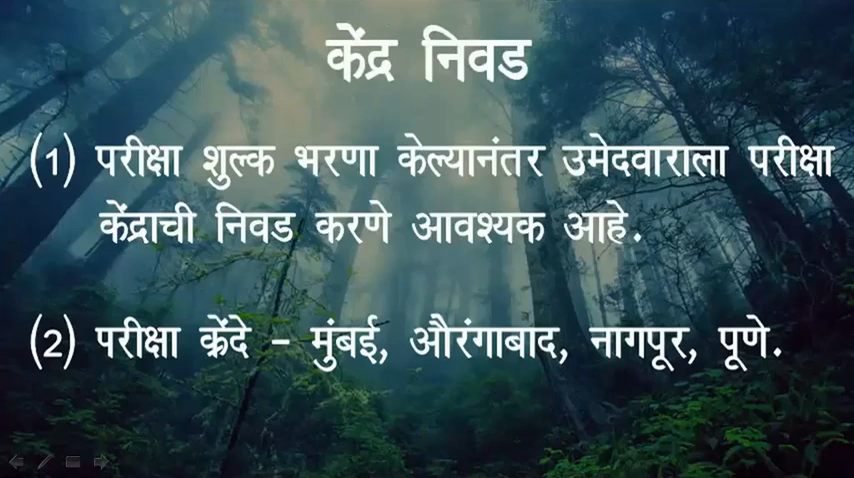 केंद्र निवड
(1) परीक्षा शुल्क भरणा केल्यानंतर उमेदवाराला परीक्षा
केंद्राची निवड करणे आवश्यक आहे.
(2) परीक्षा क्रेंदे - मुंबई, औरंगाबाद, नागपूर, पूणे.